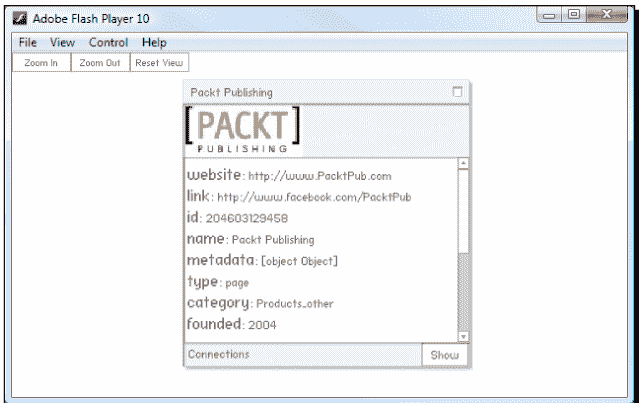 Adobe Flash Player 10
File View Control Help
Zoom In Zoom Out Reset View
Packt Publishing
[PACKT]
PUBLISHING
website: http://www.PacktPub.com
link: http://www.facebook.com/PacktPub
id: 204603129458
name: Packt Publishing
metadata: [object Object]
type: page
category: Products_other
founded: 2004
Connections Show